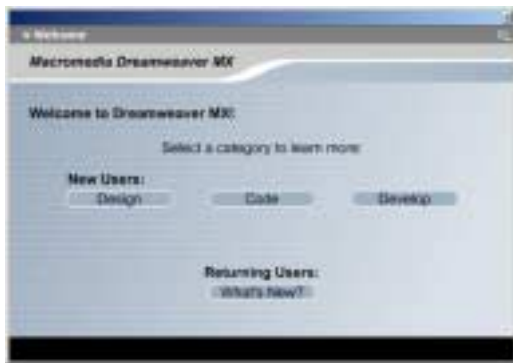 Welcome
Macromedia Dreamweaver MX
Welcome to Dreamweaver MX!
Select a category to learn more
New Users:
Design Code Develop
Returning Users:
What's New?